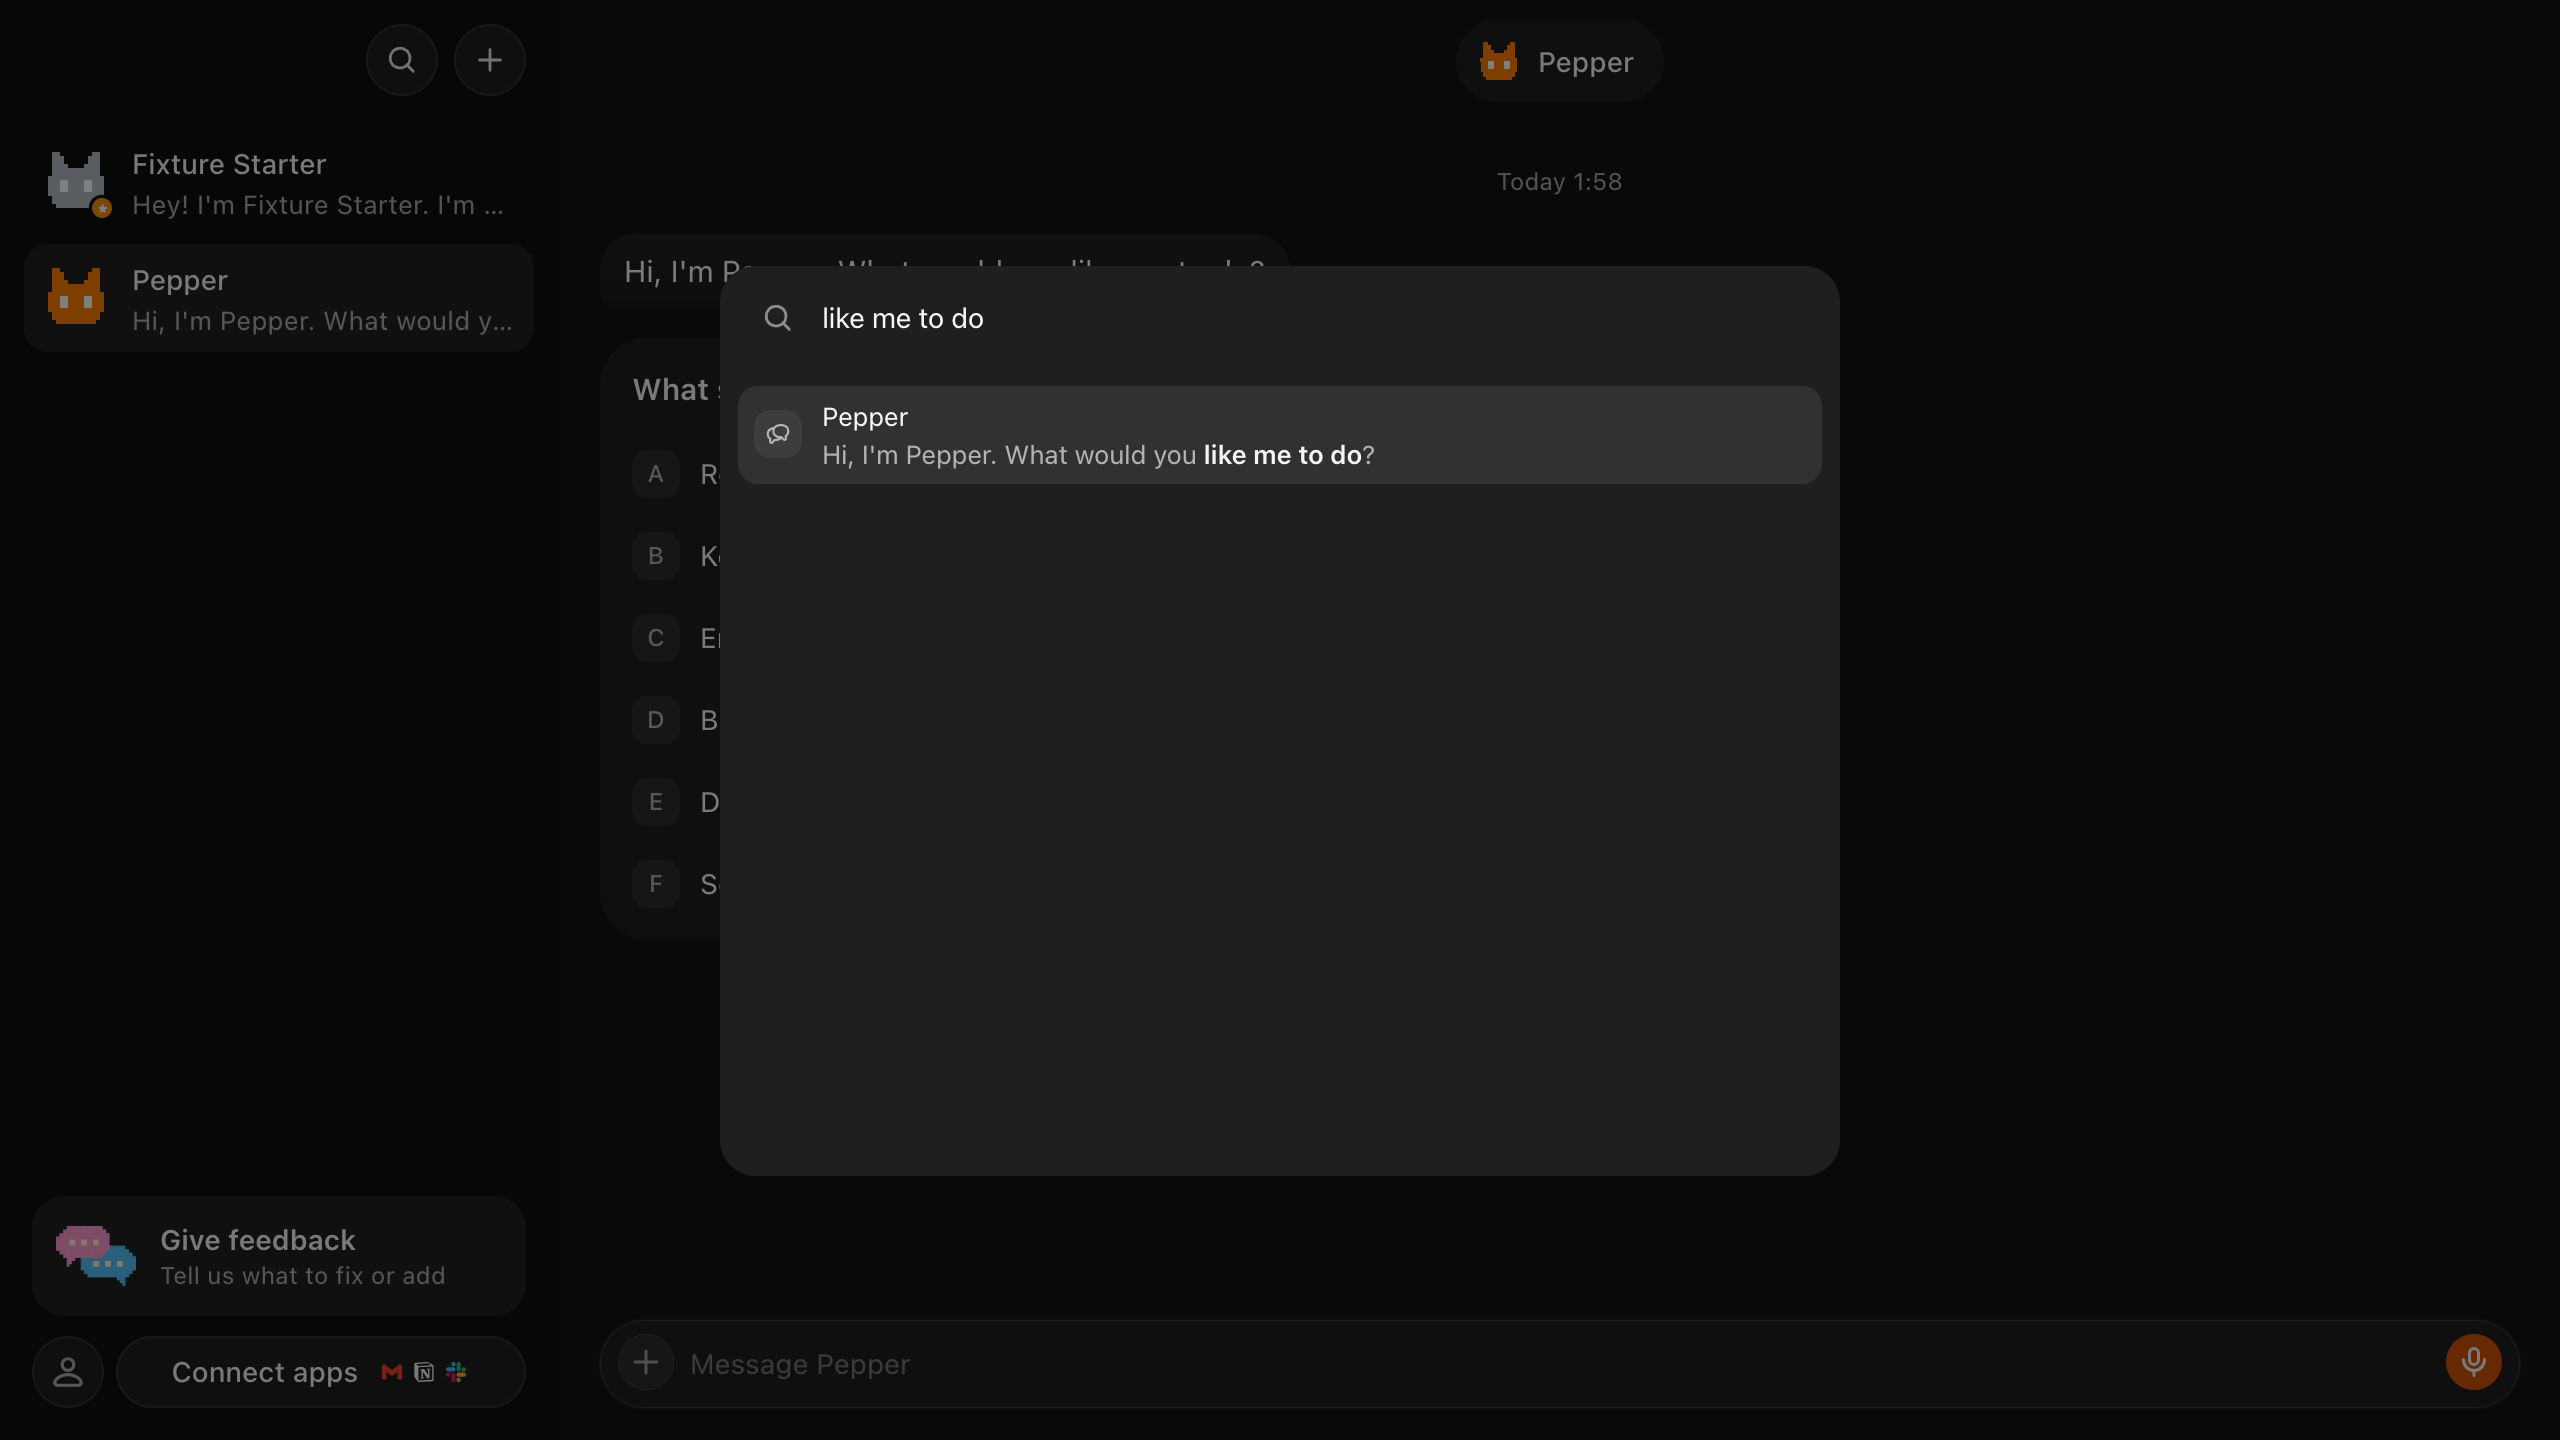 Pepper
Fixture Starter
Hey! I'm Fixture Starter. I'm ...
Pepper
Hi, I'm Pepper. What would y...
Today 1:58
Hi, I'm
like me to do
Pepper
Hi, I'm Pepper. What would you like me to do?
What
A
B
C
D
E
F
Give feedback
Tell us what to fix or add
Connect apps
Message Pepper